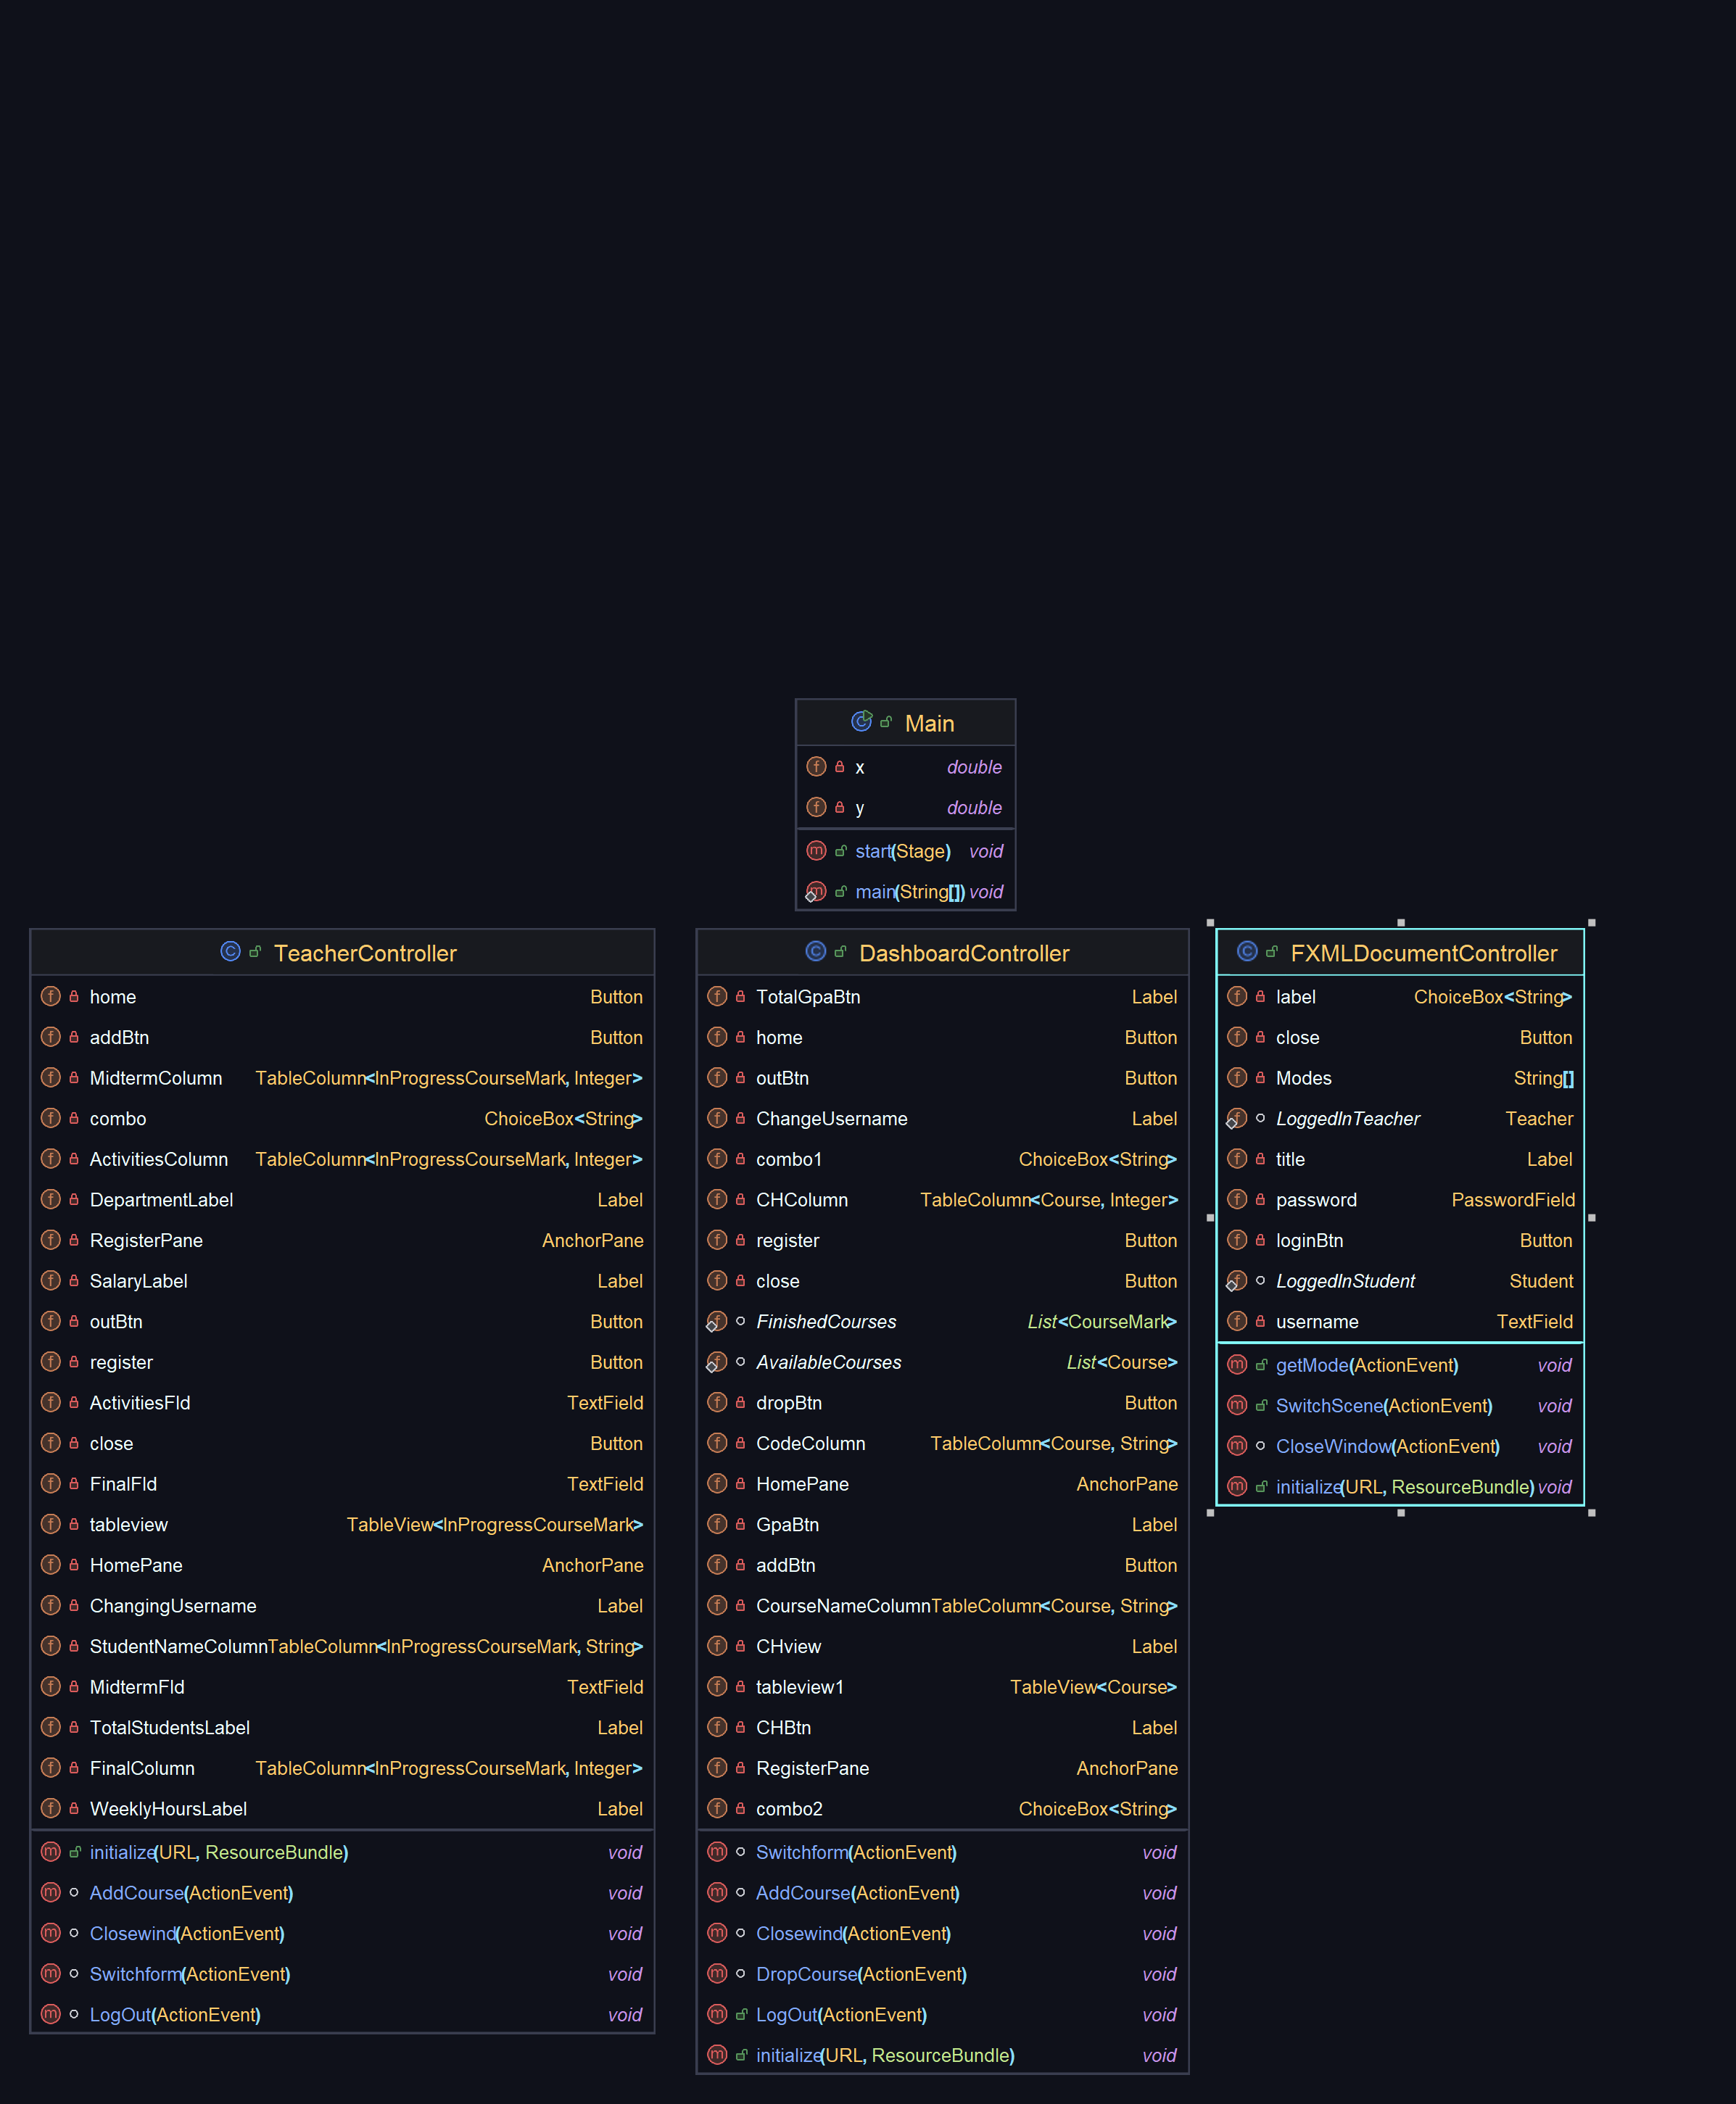 Main
x double
y double
start(Stage) void
main(String[]) void
TeacherController
home Button
addBtn Button
MidtermColumn TableColumn<InProgressCourseMark, Integer>
combo ChoiceBox<String>
ActivitiesColumn TableColumn<InProgressCourseMark, Integer>
DepartmentLabel Label
RegisterPane AnchorPane
SalaryLabel Label
outBtn Button
register Button
ActivitiesFld TextField
close Button
FinalFld TextField
tableview TableView<InProgressCourseMark>
HomePane AnchorPane
ChangingUsername Label
StudentNameColumn TableColumn<InProgressCourseMark, String>
MidtermFld TextField
TotalStudentsLabel Label
FinalColumn TableColumn<InProgressCourseMark, Integer>
WeeklyHoursLabel Label
initialize(URL, ResourceBundle) void
AddCourse(ActionEvent) void
Closewind(ActionEvent) void
Switchform(ActionEvent) void
LogOut(ActionEvent) void
DashboardController
TotalGpaBtn Label
home Button
outBtn Button
ChangeUsername Label
combo1 ChoiceBox<String>
CHColumn TableColumn<Course, Integer>
register Button
close Button
FinishedCourses List<CourseMark>
AvailableCourses List<Course>
dropBtn Button
CodeColumn TableColumn<Course, String>
HomePane AnchorPane
GpaBtn Label
addBtn Button
CourseNameColumn TableColumn<Course, String>
CHview Label
tableview1 TableView<Course>
CHBtn Label
RegisterPane AnchorPane
combo2 ChoiceBox<String>
Switchform(ActionEvent) void
AddCourse(ActionEvent) void
Closewind(ActionEvent) void
DropCourse(ActionEvent) void
LogOut(ActionEvent) void
initialize(URL, ResourceBundle) void
FXMLDocumentController
label ChoiceBox<String>
close Button
Modes String[]
LoggedInTeacher Teacher
title Label
password PasswordField
loginBtn Button
LoggedInStudent Student
username TextField
getMode(ActionEvent) void
SwitchScene(ActionEvent) void
CloseWindow(ActionEvent) void
initialize(URL, ResourceBundle) void